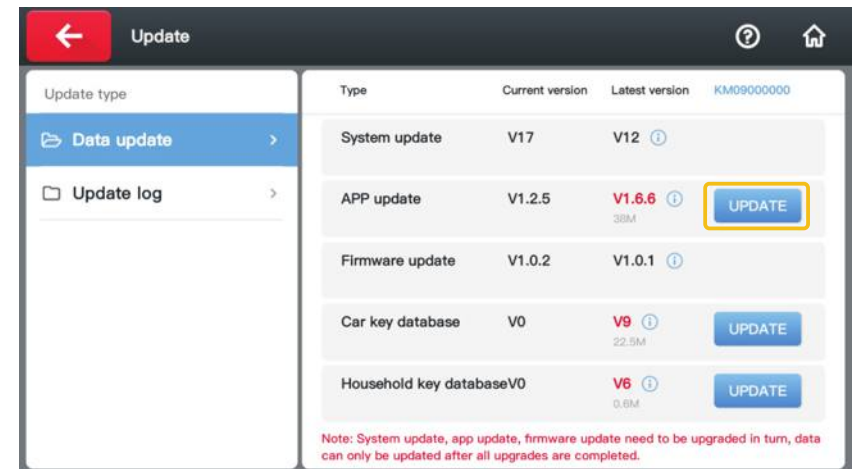 Update
Update type
Data update
Update log
Type Current version Latest version KM09000000
System update V17 V12
APP update V1.2.5 V1.6.6 UPDATE
38M
Firmware update V1.0.2 V1.0.1
Car key database V0 V9 UPDATE
22.5M
Household key databaseV0 V6 UPDATE
0.6M
Note: System update, app update, firmware update need to be upgraded in turn, data
can only be updated after all upgrades are completed.